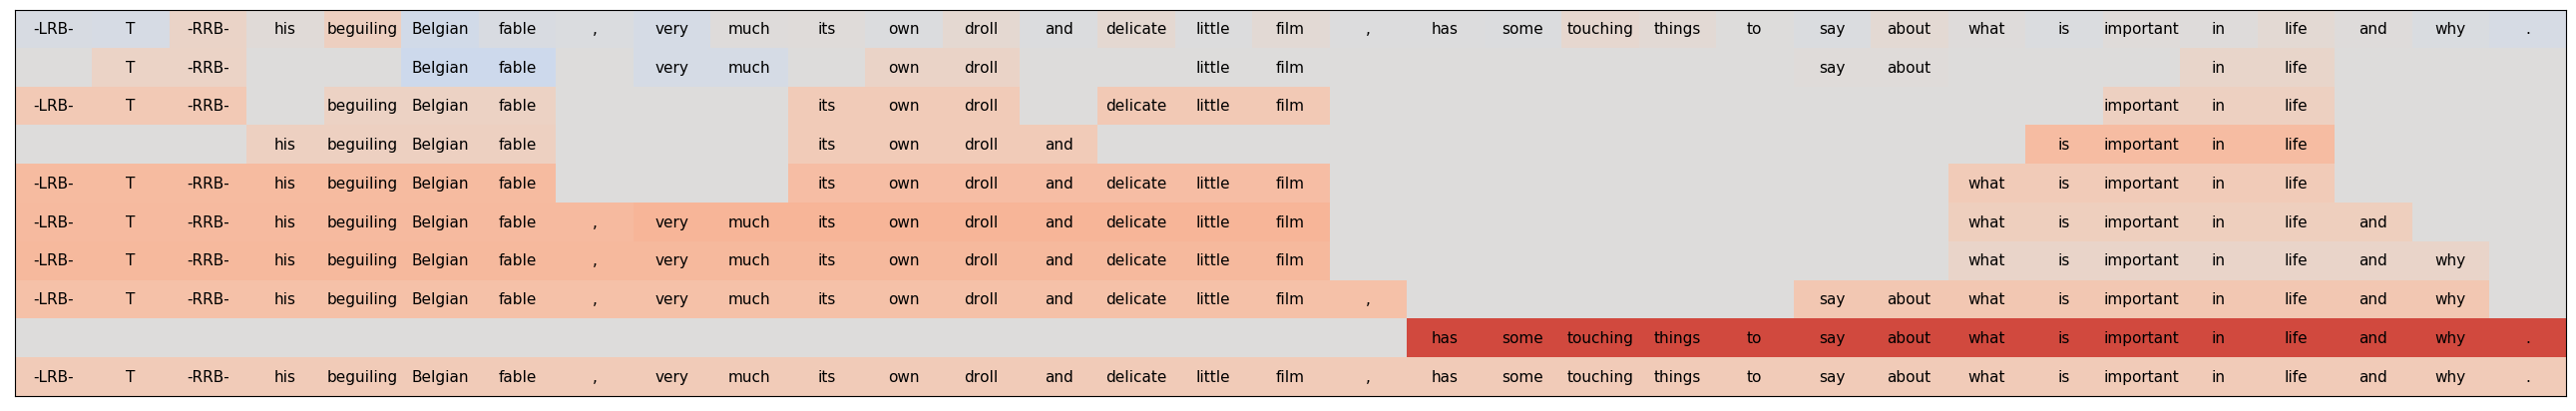 -LRB- T -RRB- his beguiling Belgian fable , very much its own droll and delicate little film , has some touching things to say about what is important in life and why .
T -RRB- Belgian fable very much own droll little film say about in life
-LRB- T -RRB- beguiling Belgian fable its own droll delicate little film important in life
his beguiling Belgian fable its own droll and is important in life
-LRB- T -RRB- his beguiling Belgian fable its own droll and delicate little film what is important in life
-LRB- T -RRB- his beguiling Belgian fable , very much its own droll and delicate little film what is important in life and
-LRB- T -RRB- his beguiling Belgian fable , very much its own droll and delicate little film what is important in life and why
-LRB- T -RRB- his beguiling Belgian fable , very much its own droll and delicate little film , say about what is important in life and why
has some touching things to say about what is important in life and why .
-LRB- T -RRB- his beguiling Belgian fable , very much its own droll and delicate little film , has some touching things to say about what is important in life and why .